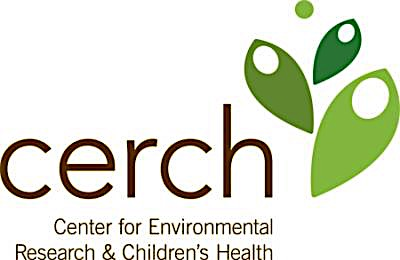 cerch
Center for Environmental
Research & Children's Health